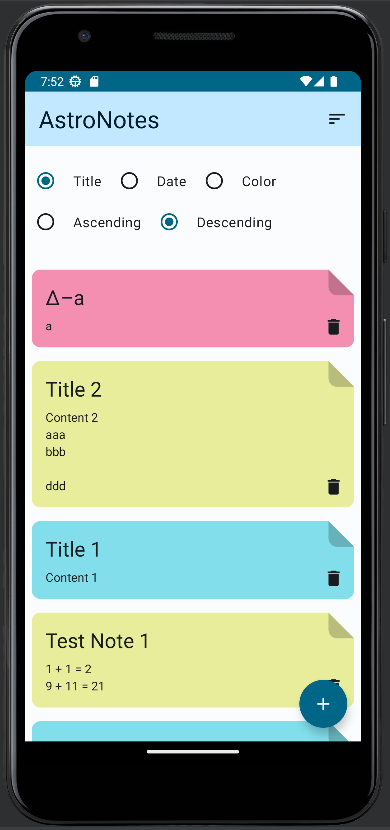 7:52
AstroNotes
Title Date Color
Ascending Descending
Δ–a
a
Title 2
Content 2
aaa
bbb
ddd
Title 1
Content 1
Test Note 1
1 + 1 = 2
9 + 11 = 21
+